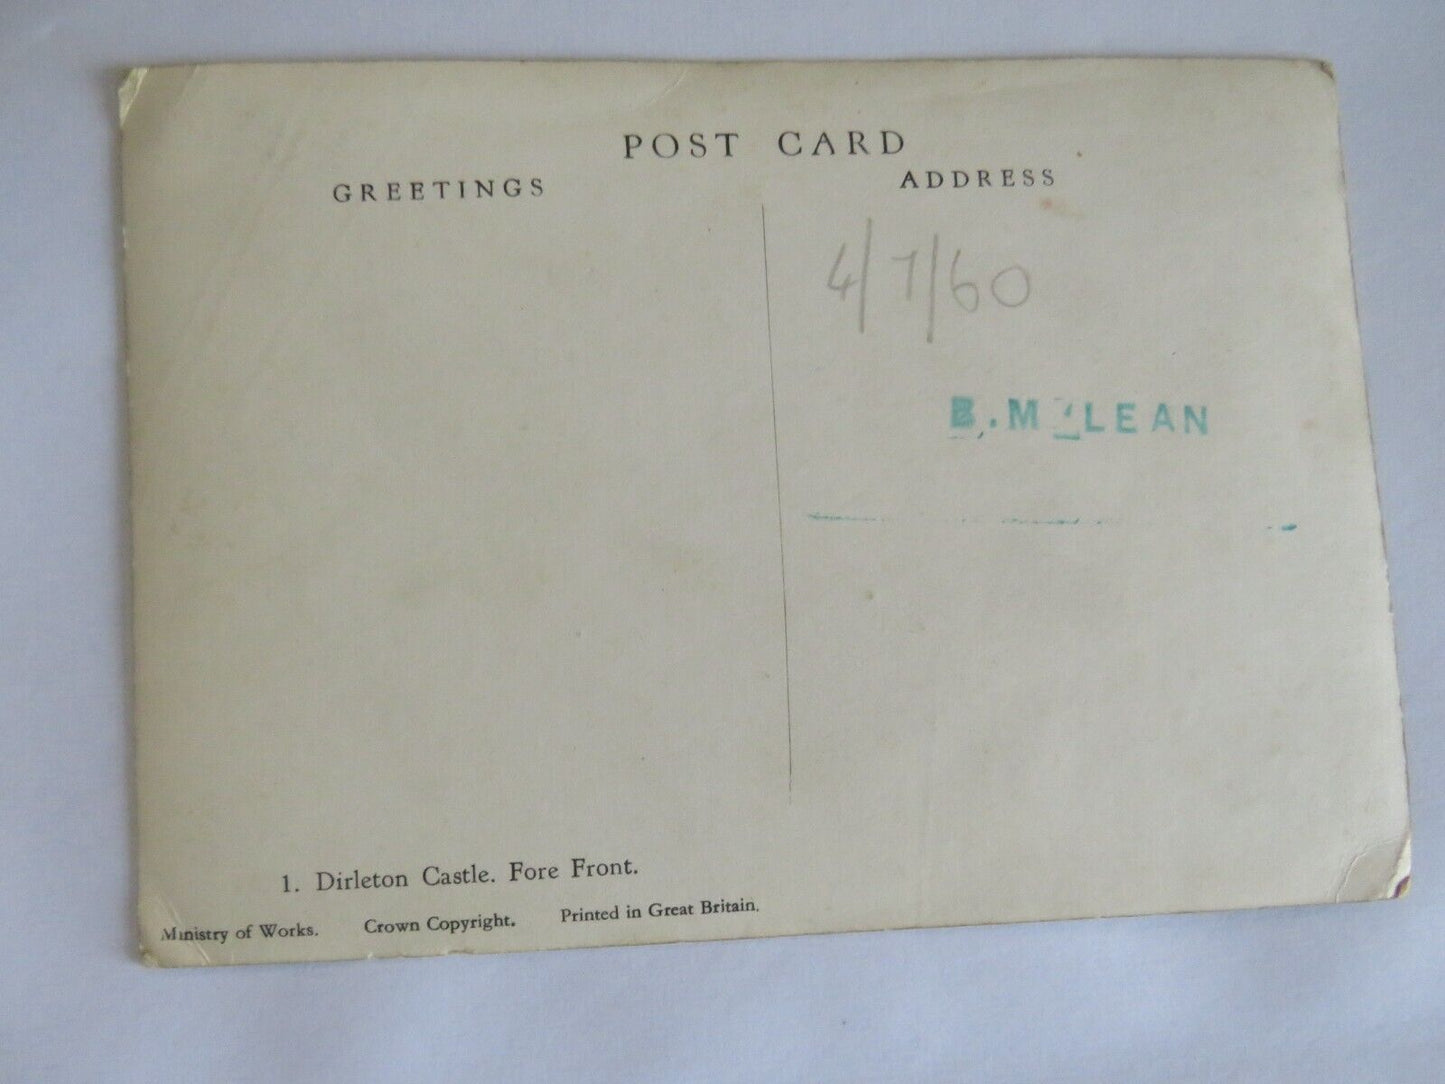 POST CARD
GREETINGS
ADDRESS
4/7/60
B. McLEAN
1. Dirleton Castle. Fore Front.
Ministry of Works. Crown Copyright. Printed in Great Britain.